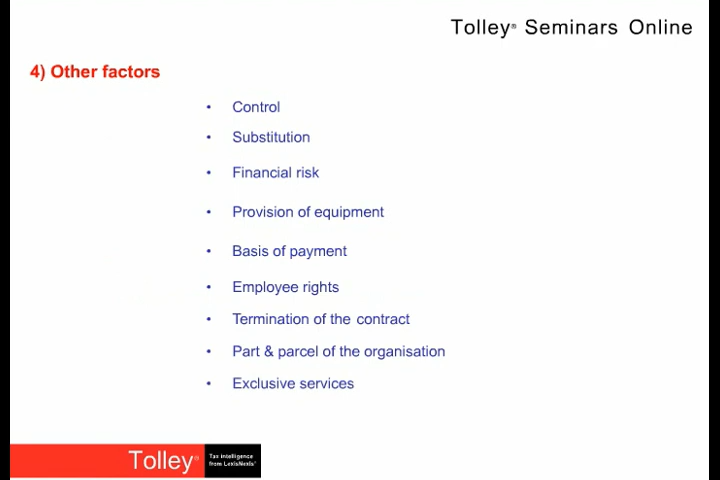 Tolley® Seminars Online
4) Other factors
• Control
• Substitution
• Financial risk
• Provision of equipment
• Basis of payment
• Employee rights
• Termination of the contract
• Part & parcel of the organisation
• Exclusive services
Tolley®
Tax intelligence
from LexisNexis®